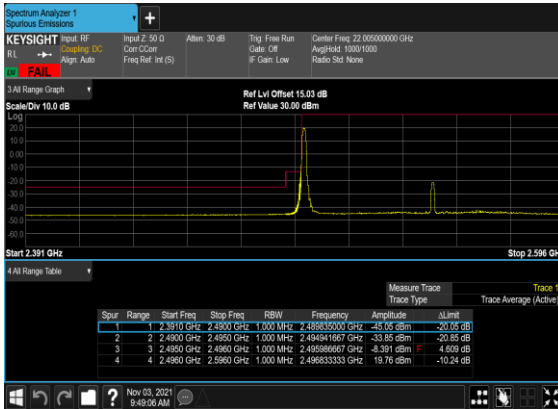 Spectrum Analyzer 1
Spurious Emissions
KEYSIGHT
Input: RF
Input Z: 50 Ω
Atten: 30 dB
Trig: Free Run
Center Freq: 22.005000000 GHz
RL
Coupling: DC
Corr CCorr
Gate: Off
Avg|Hold: 1000/1000
Align: Auto
Freq Ref: Int (S)
IF Gain: Low
Radio Std: None
FAIL
3 All Range Graph
Ref Lvl Offset 15.03 dB
Scale/Div 10.0 dB
Ref Value 30.00 dBm
Log
20.0
10.0
0.00
-10.0
-20.0
-30.0
-40.0
-50.0
-60.0
Start 2.391 GHz
Stop 2.596 GH
4 All Range Table
Measure Trace
Trace 1
Trace Type
Trace Average (Active)
Spur Range Start Freq Stop Freq RBW Frequency Amplitude ΔLimit
1 1 2.3910 GHz 2.4900 GHz 1.000 MHz 2.489835000 GHz -45.05 dBm -20.05 dB
2 2 2.4900 GHz 2.4950 GHz 1.000 MHz 2.494941667 GHz -33.85 dBm -20.85 dB
3 3 2.4950 GHz 2.4960 GHz 1.000 MHz 2.495986667 GHz -8.391 dBm F 4.609 dB
4 4 2.4960 GHz 2.5960 GHz 1.000 MHz 2.496833333 GHz 19.76 dBm -10.24 dB
Nov 03, 2021
9:49:06 AM